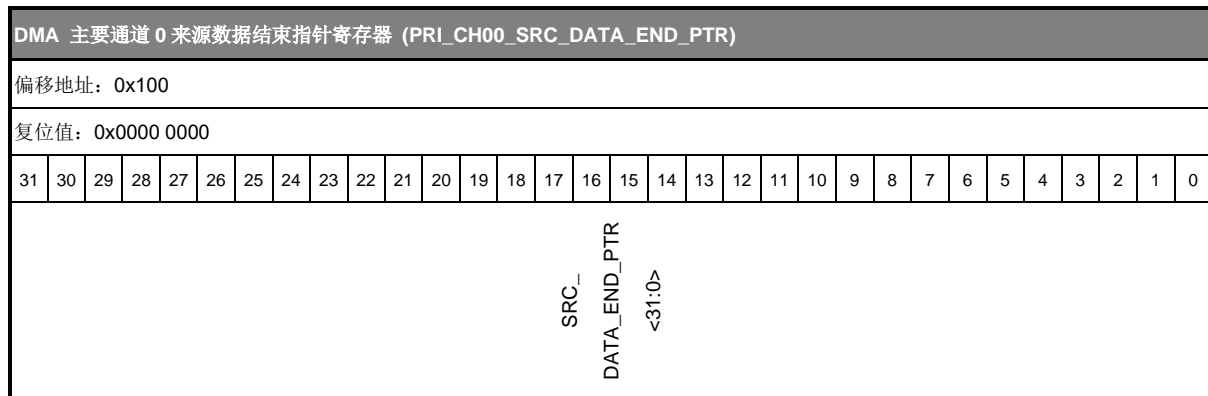 DMA 主要通道 0 来源数据结束指针寄存器 (PRI_CH00_SRC_DATA_END_PTR)
偏移地址：0x100
复位值：0x0000 0000
31 30 29 28 27 26 25 24 23 22 21 20 19 18 17 16 15 14 13 12 11 10 9 8 7 6 5 4 3 2 1 0
SRC_
DATA_END_PTR
<31:0>